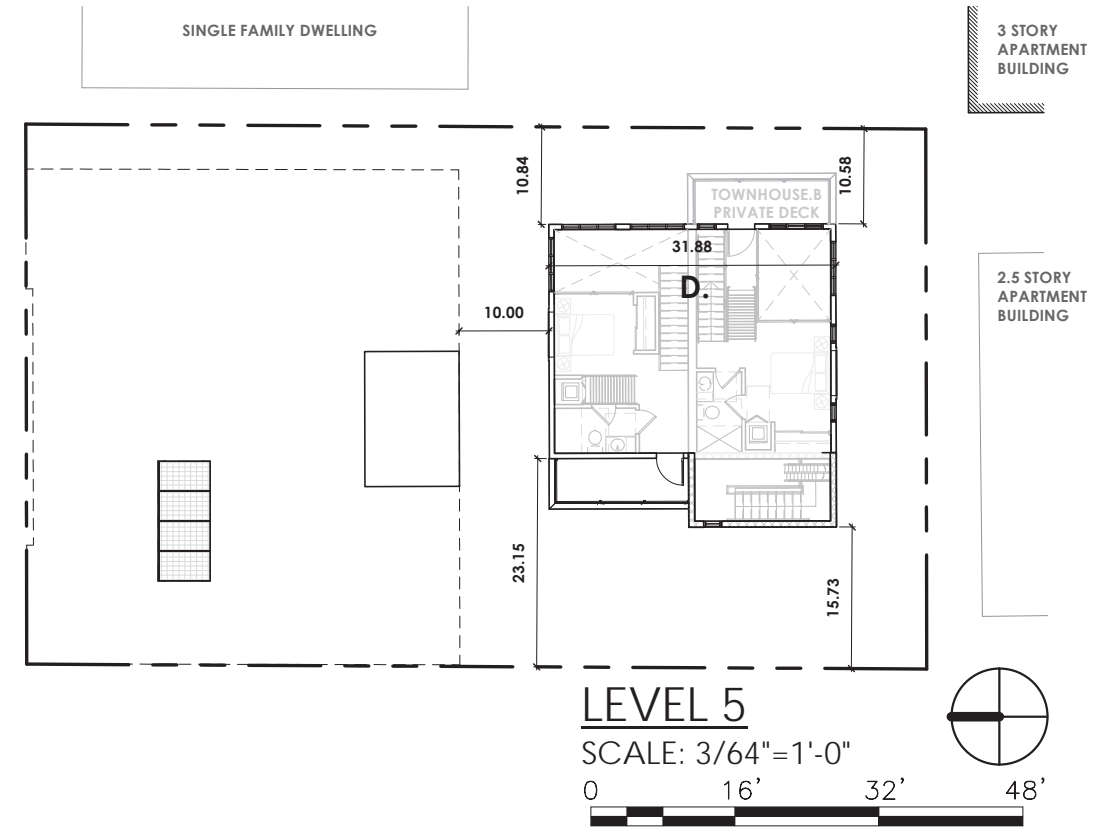 SINGLE FAMILY DWELLING
3 STORY
APARTMENT
BUILDING
10.84
10.58
TOWNHOUSE.B
PRIVATE DECK
31.88
D.
10.00
2.5 STORY
APARTMENT
BUILDING
23.15
15.73
LEVEL 5
SCALE: 3/64"=1'-0"
0 16' 32' 48'